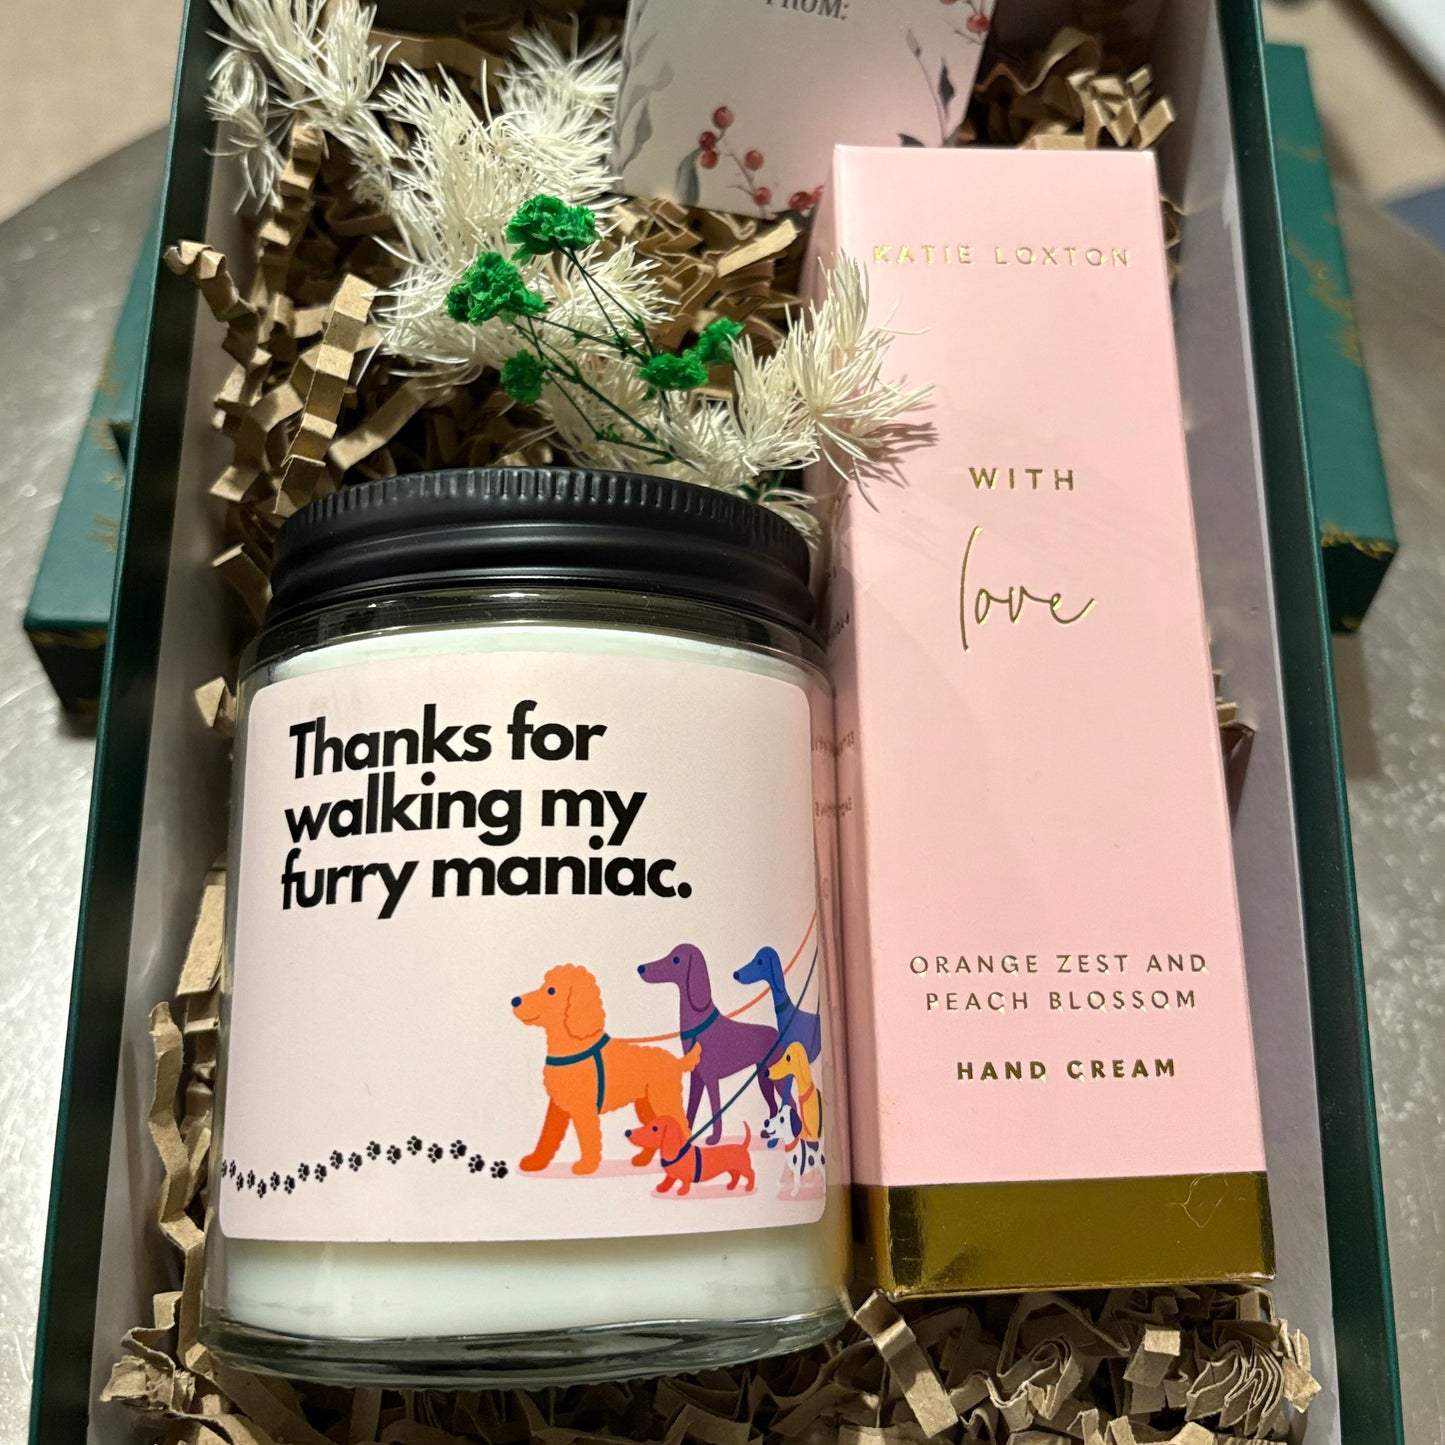 FROM:
KATIE LOXTON
WITH
love
Thanks for
walking my
furry maniac.
ORANGE ZEST AND
PEACH BLOSSOM
HAND CREAM